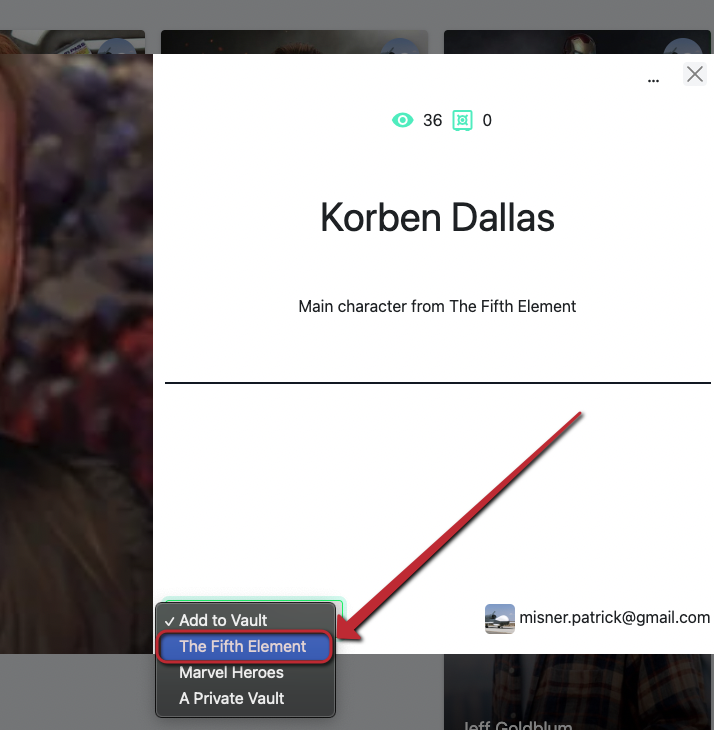 ...
36 0
Korben Dallas
Main character from The Fifth Element
✓ Add to Vault
The Fifth Element
Marvel Heroes
A Private Vault
misner.patrick@gmail.com
Jeff Goldblum